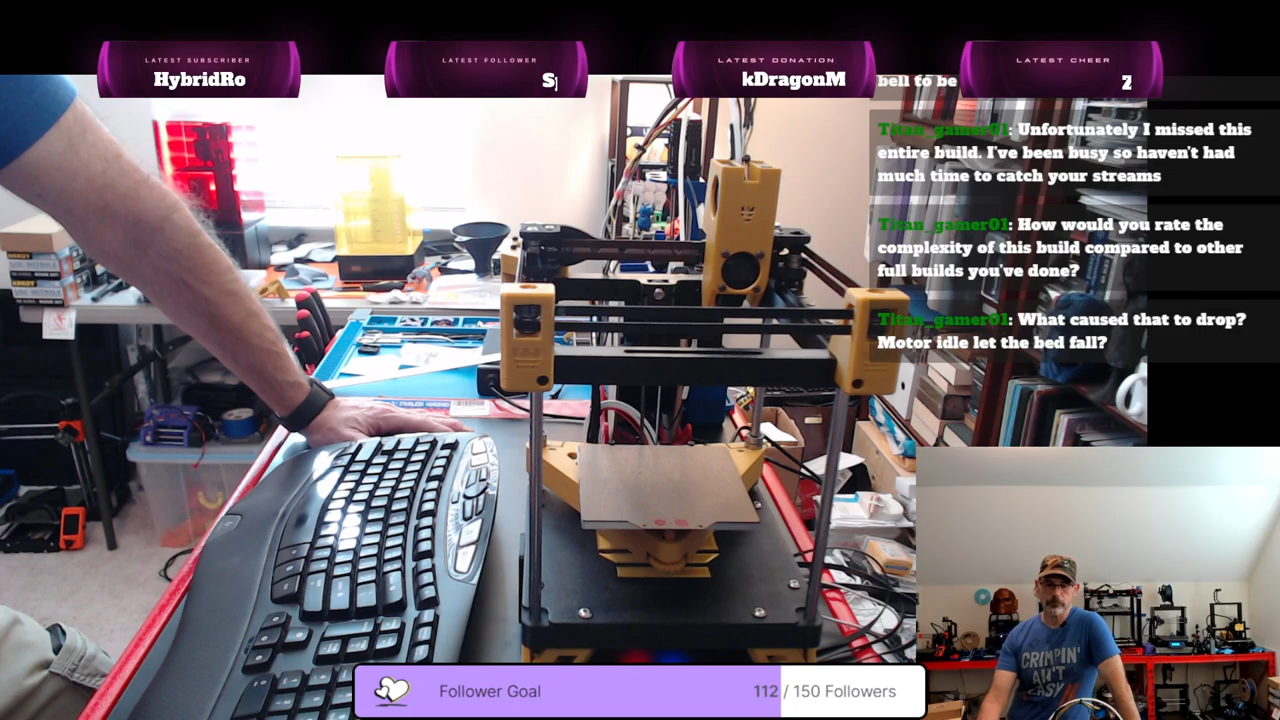 LATEST SUBSCRIBER
HybridRo
LATEST FOLLOWER
S
LATEST DONATION
kDragonM
LATEST CHEER
Z
bell to be
Titan_gamer01: Unfortunately I missed this
entire build. I've been busy so haven't had
much time to catch your streams
Titan_gamer01: How would you rate the
complexity of this build compared to other
full builds you've done?
Titan_gamer01: What caused that to drop?
Motor idle let the bed fall?
CRIMPIN'
AIN'T
EASY
Follower Goal
112 / 150 Followers